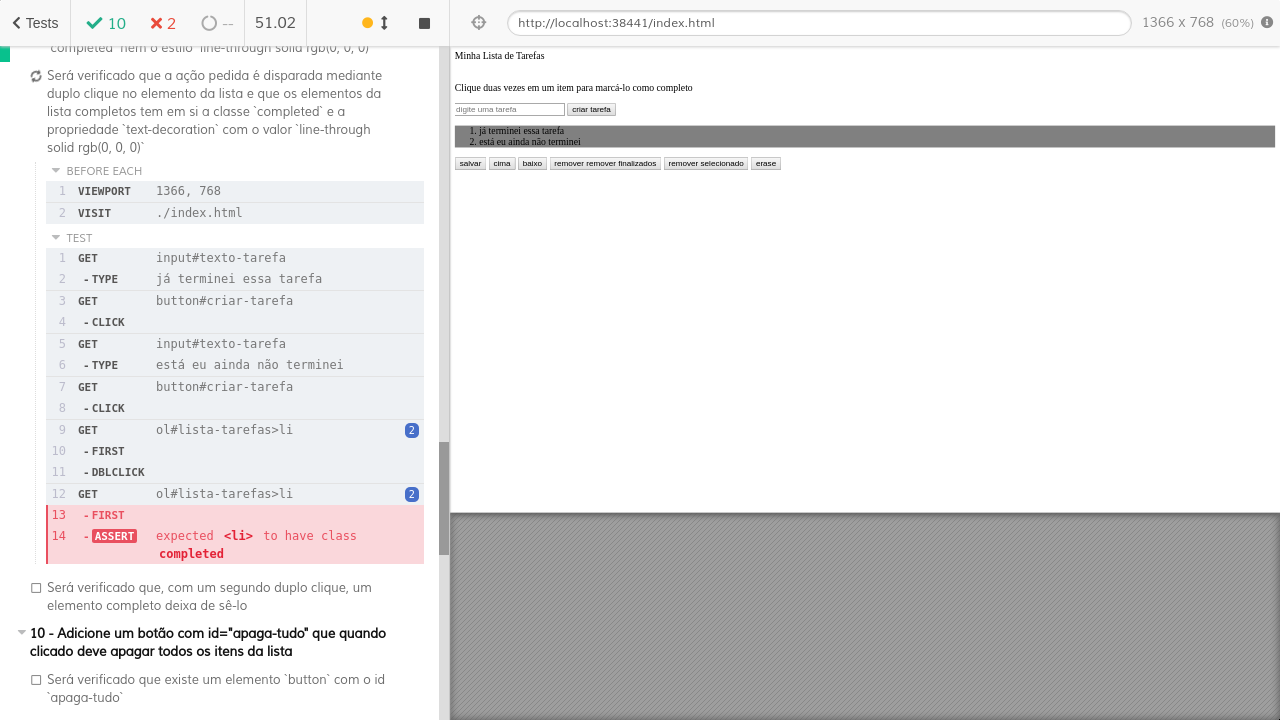 Tests
10
2
--
51.02
http://localhost:38441/index.html
1366 x 768 (60%)
`completed` nem o estilo `line-through solid rgb(0, 0, 0)`
Será verificado que a ação pedida é disparada mediante
duplo clique no elemento da lista e que os elementos da
lista completos tem em si a classe `completed` e a
propriedade `text-decoration` com o valor `line-through
solid rgb(0, 0, 0)`
BEFORE EACH
1 VIEWPORT 1366, 768
2 VISIT ./index.html
TEST
1 GET input#texto-tarefa
2 -TYPE já terminei essa tarefa
3 GET button#criar-tarefa
4 -CLICK
5 GET input#texto-tarefa
6 -TYPE está eu ainda não terminei
7 GET button#criar-tarefa
8 -CLICK
9 GET ol#lista-tarefas>li 2
10 -FIRST
11 -DBLCLICK
12 GET ol#lista-tarefas>li 2
13 -FIRST
14 -ASSERT expected <li> to have class
completed
Será verificado que, com um segundo duplo clique, um
elemento completo deixa de sê-lo
10 - Adicione um botão com id="apaga-tudo" que quando
clicado deve apagar todos os itens da lista
Será verificado que existe um elemento `button` com o id
`apaga-tudo`
Minha Lista de Tarefas
Clique duas vezes em um item para marcá-lo como completo
digite uma tarefa criar tarefa
1. já terminei essa tarefa
2. está eu ainda não terminei
salvar cima baixo remover remover finalizados remover selecionado erase